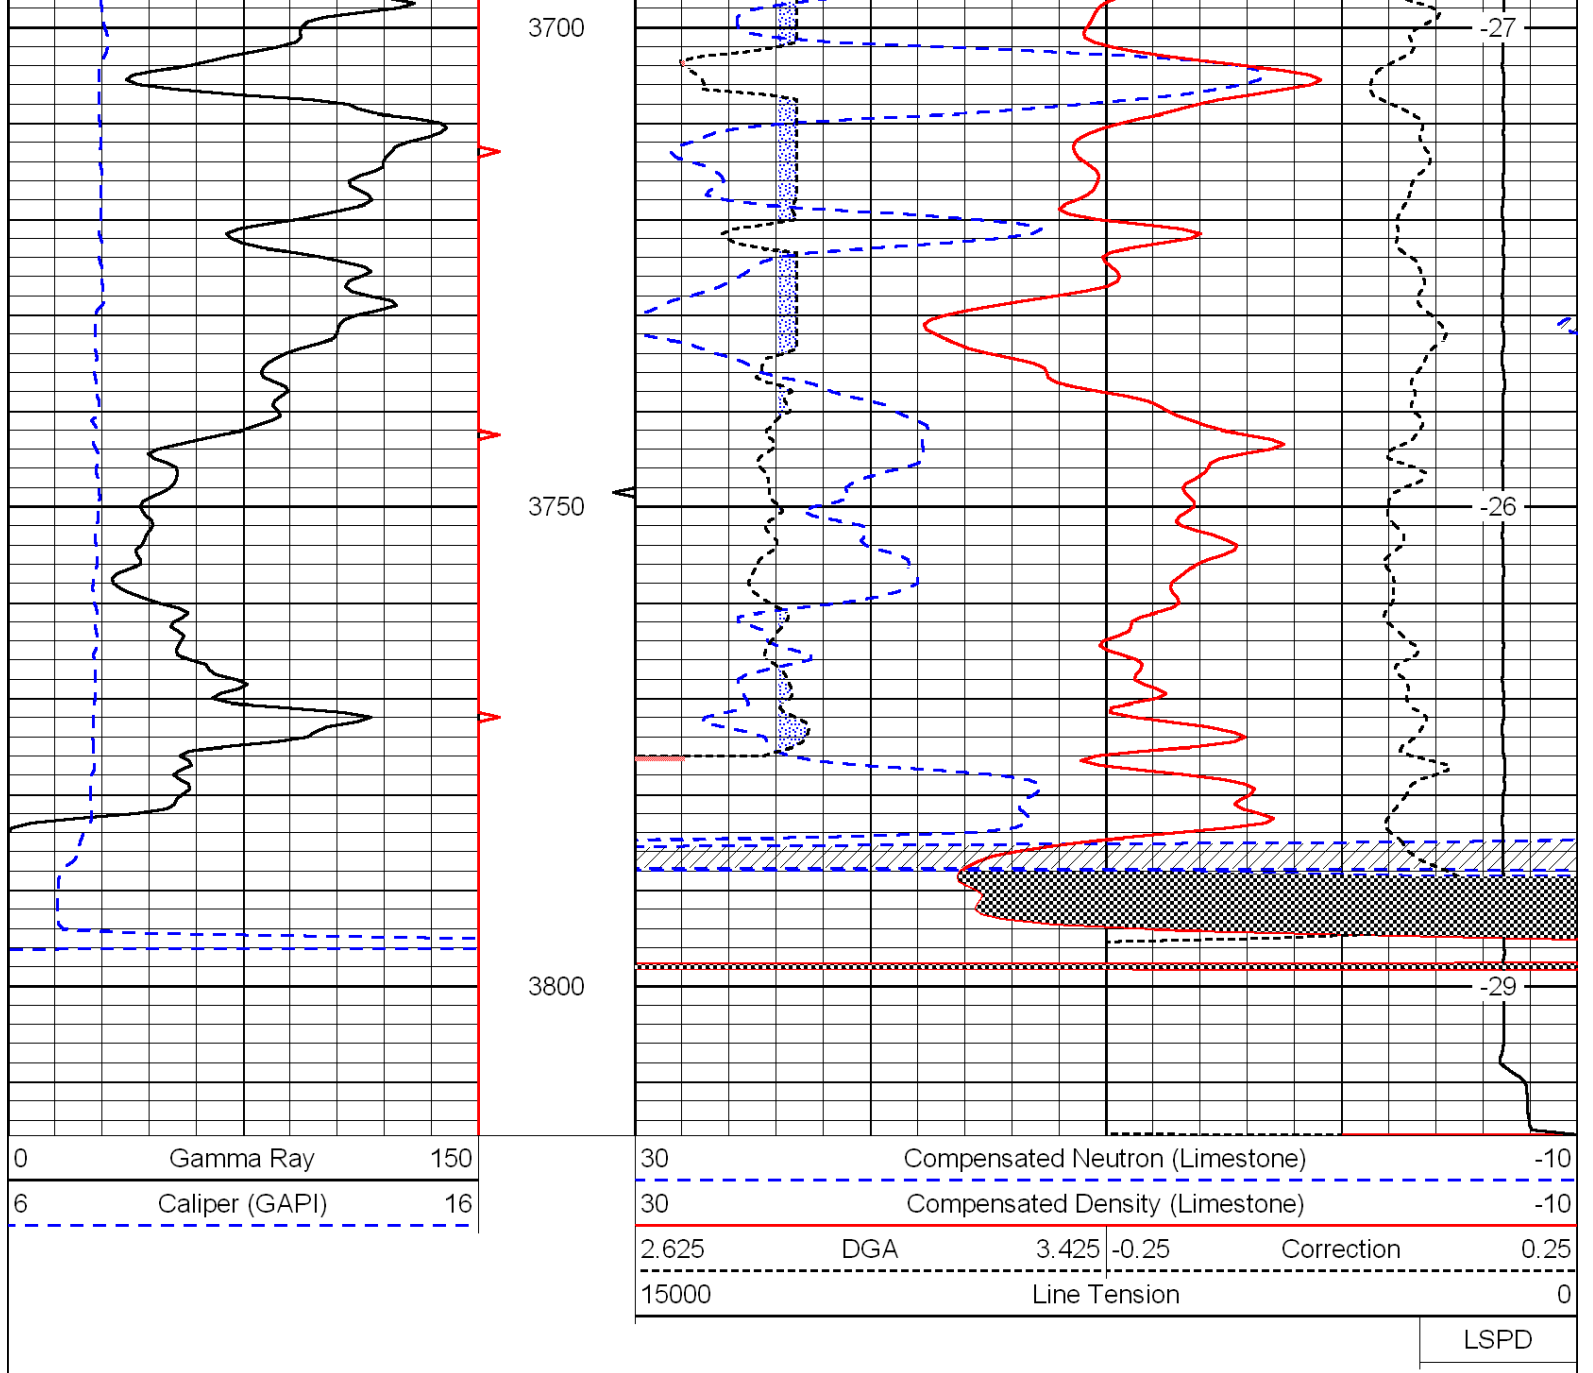 3700
-27
3750
-26
3800
-29
0 Gamma Ray 150
6 Caliper (GAPI) 16
30 Compensated Neutron (Limestone) -10
30 Compensated Density (Limestone) -10
2.625 DGA 3.425 -0.25 Correction 0.25
15000 Line Tension 0
LSPD